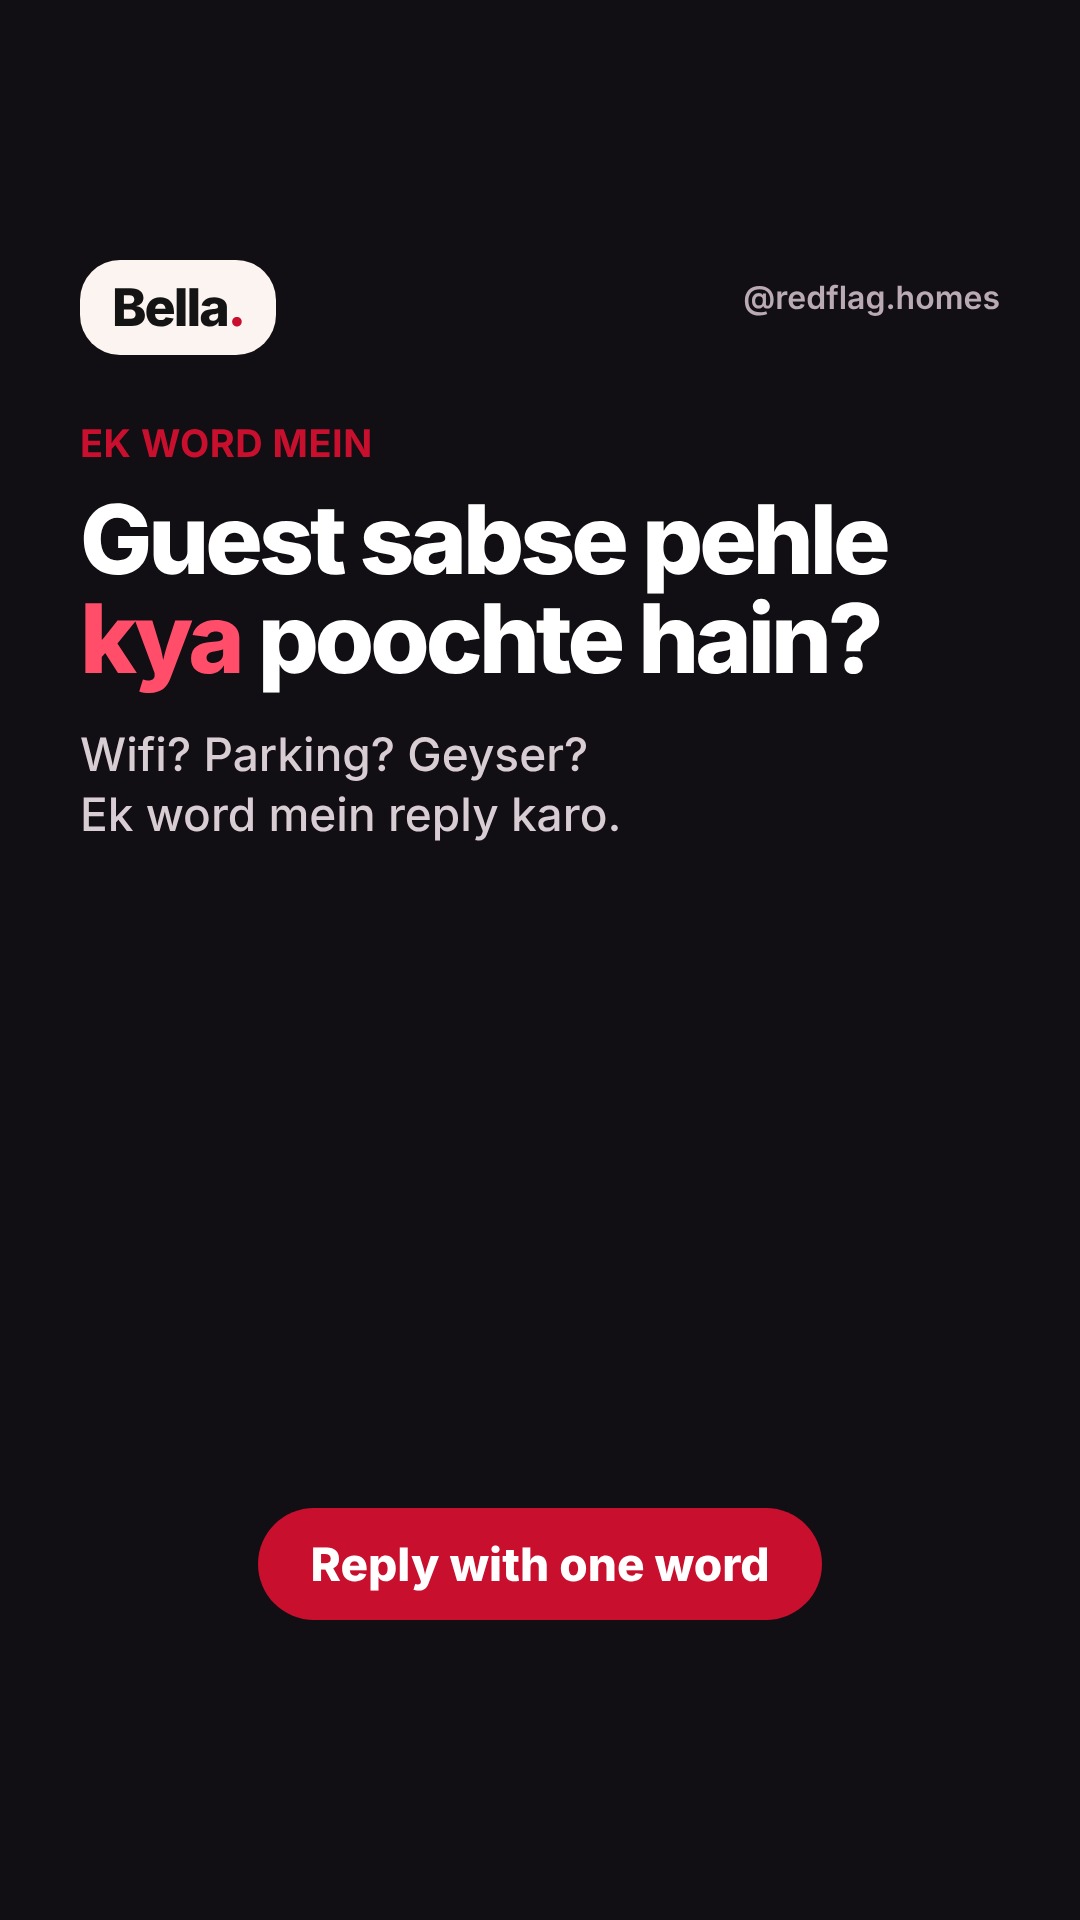 Bella.
@redflag.homes
EK WORD MEIN
Guest sabse pehle
kya poochte hain?
Wifi? Parking? Geyser?
Ek word mein reply karo.
Reply with one word